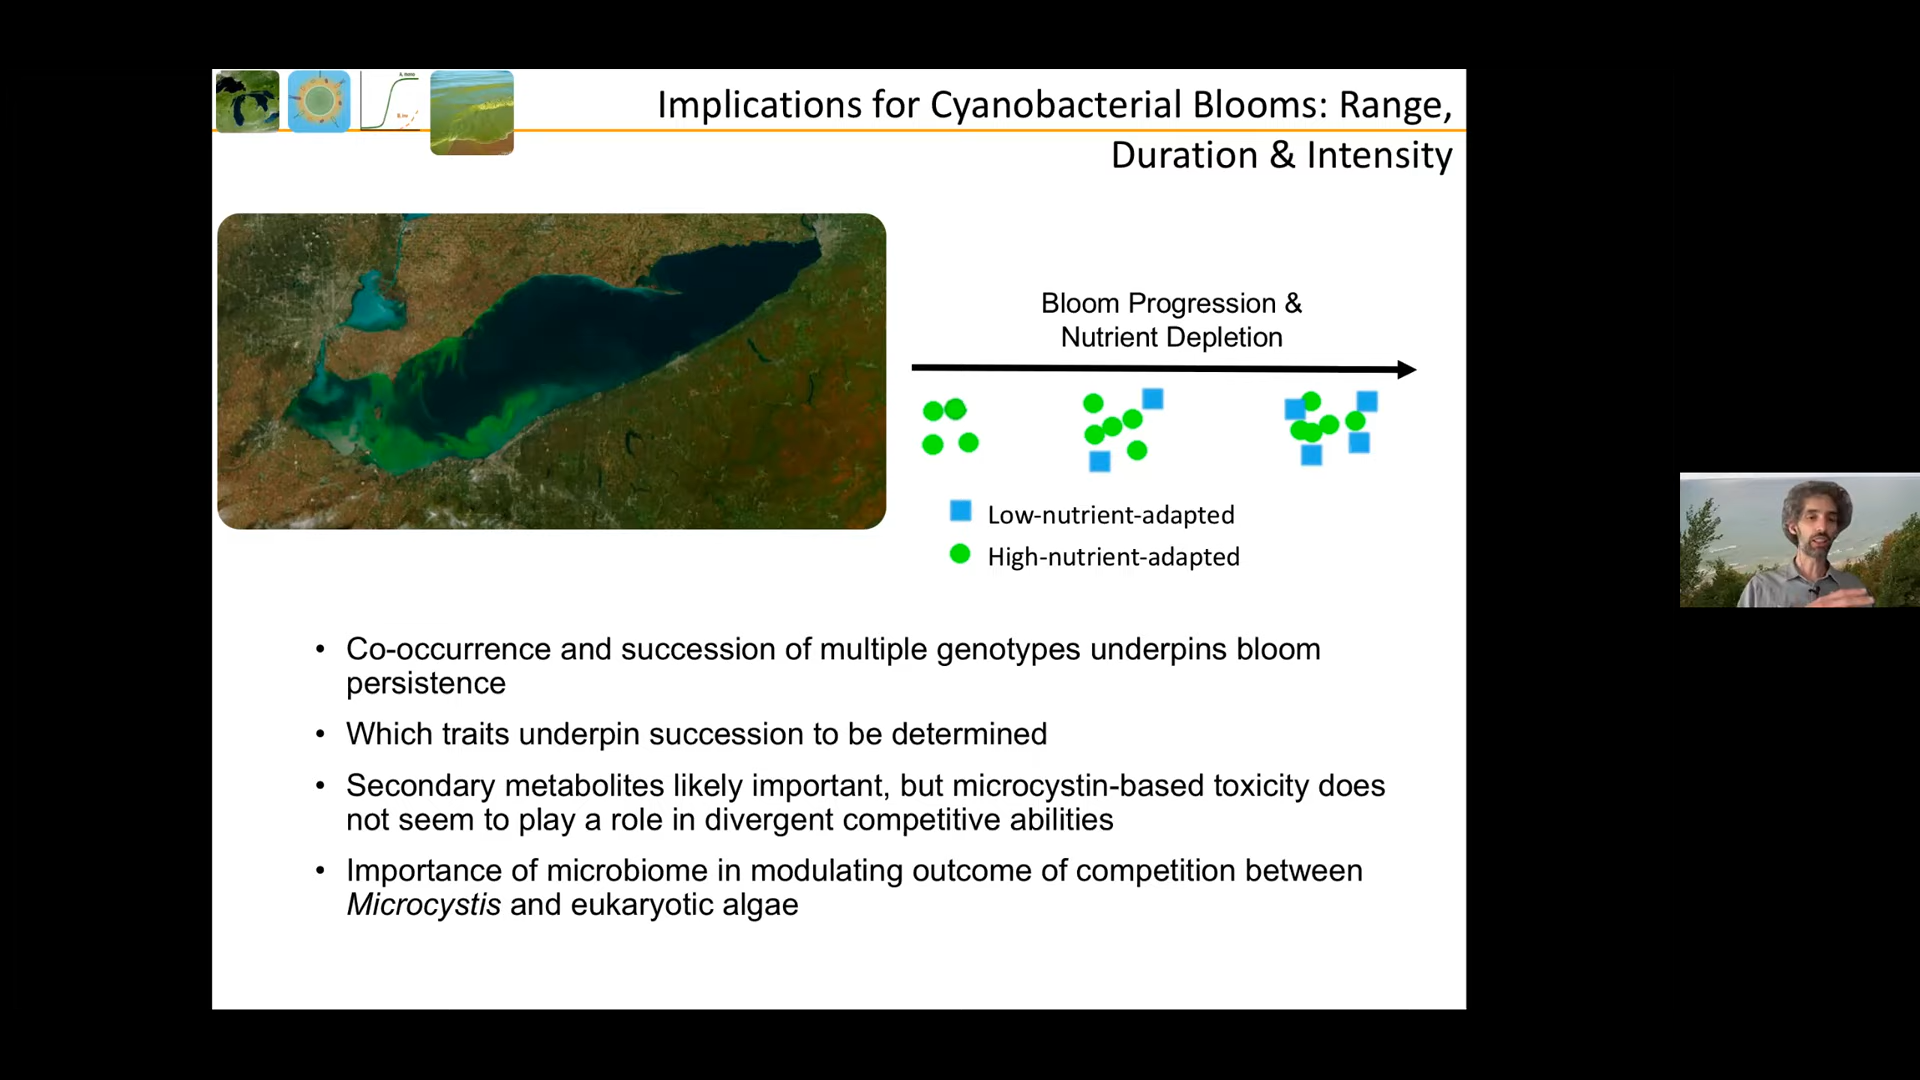 Implications for Cyanobacterial Blooms: Range,
Duration & Intensity
Bloom Progression &
Nutrient Depletion
Low-nutrient-adapted
High-nutrient-adapted
• Co-occurrence and succession of multiple genotypes underpins bloom
persistence
• Which traits underpin succession to be determined
• Secondary metabolites likely important, but microcystin-based toxicity does
not seem to play a role in divergent competitive abilities
• Importance of microbiome in modulating outcome of competition between
Microcystis and eukaryotic algae